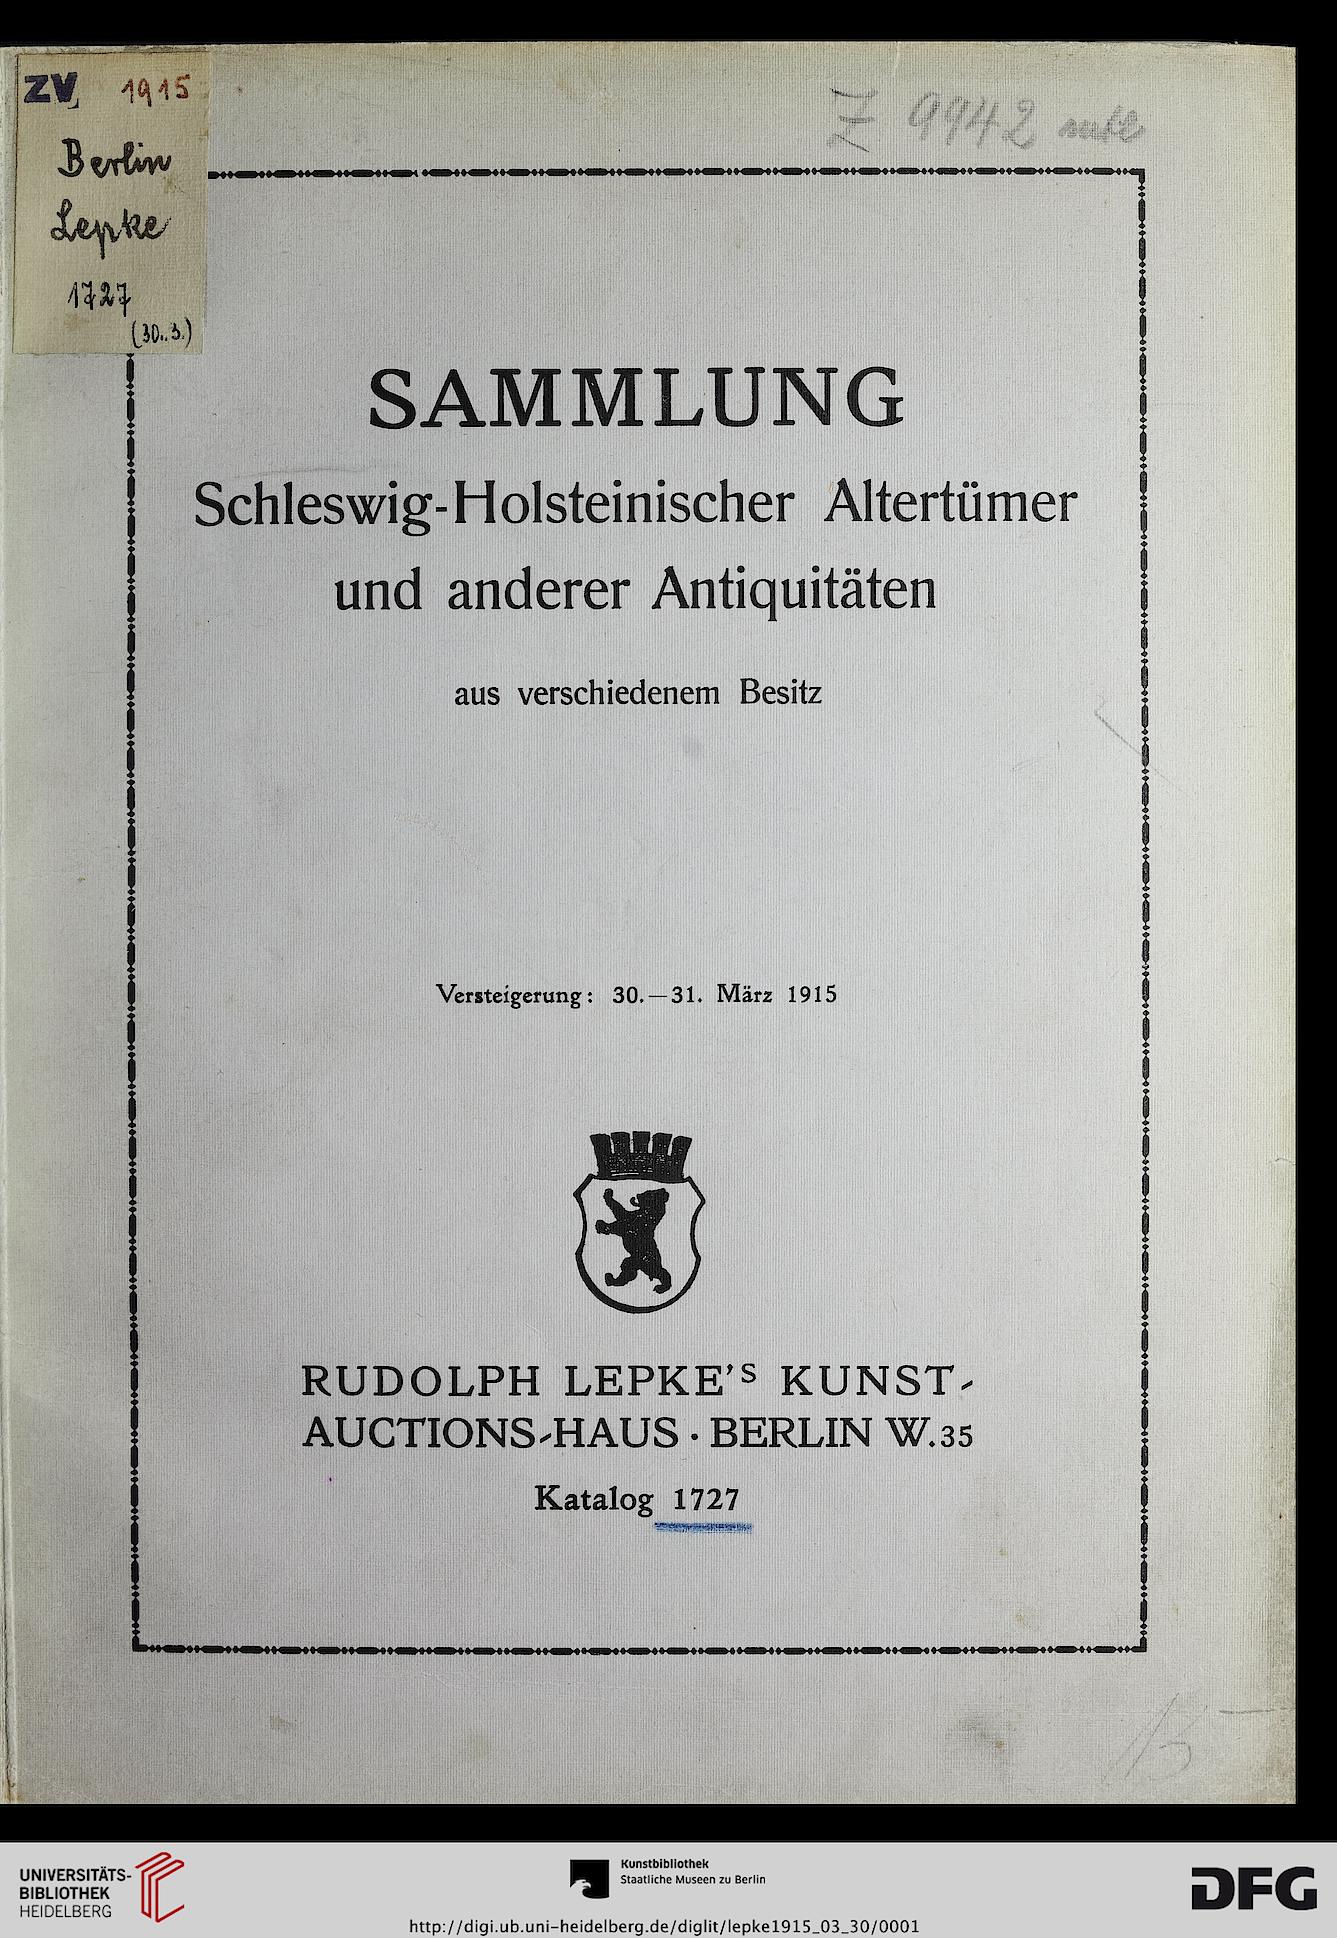 ZV, 1915
Berlin
Lepke
1727
(30.3.)
Z 9942
SAMMLUNG
Schleswig-Holsteinischer Altertümer
und anderer Antiquitäten
aus verschiedenem Besitz
Versteigerung: 30.—31. März 1915
RUDOLPH LEPKE's KUNST-
AUCTIONS-HAUS · BERLIN W.35
Katalog 1727
UNIVERSITÄTS-
BIBLIOTHEK
HEIDELBERG
Kunstbibliothek
Staatliche Museen zu Berlin
DFG
http://digi.ub.uni-heidelberg.de/diglit/lepke1915_03_30/0001